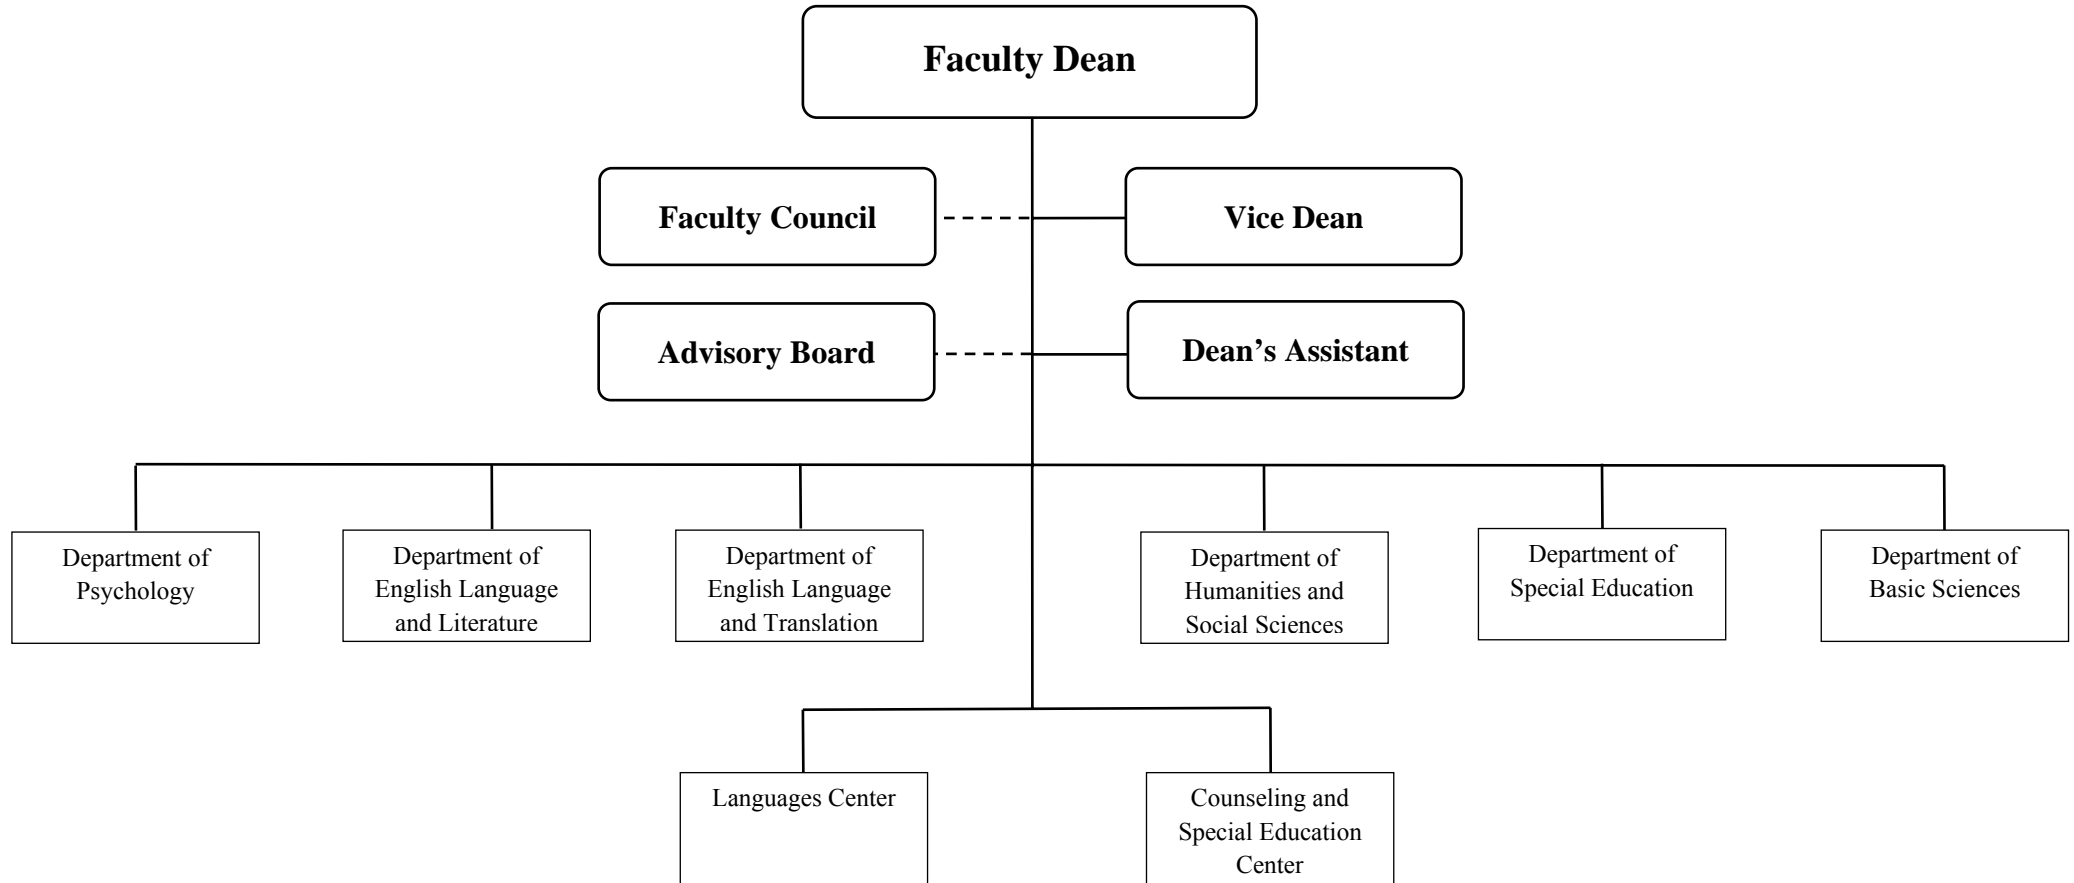 Faculty Dean
Faculty Council
Vice Dean
Advisory Board
Dean’s Assistant
Department of
Psychology
Department of
English Language
and Literature
Department of
English Language
and Translation
Department of
Humanities and
Social Sciences
Department of
Special Education
Department of
Basic Sciences
Languages Center
Counseling and
Special Education
Center